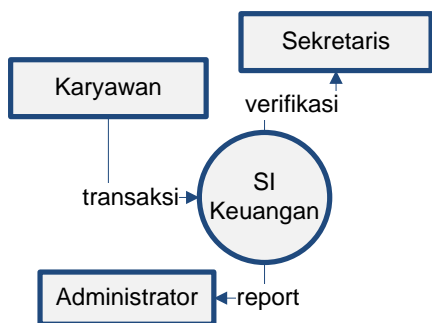 Sekretaris
Karyawan
verifikasi
transaksi
SI
Keuangan
Administrator
report